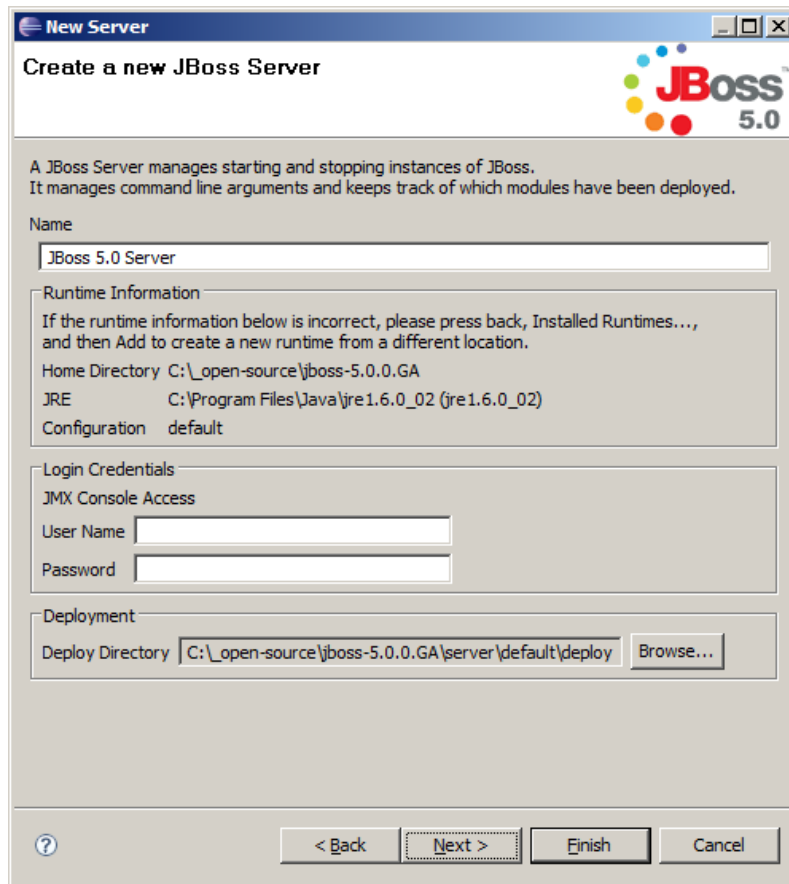 New Server
Create a new JBoss Server
JBoss™
5.0
A JBoss Server manages starting and stopping instances of JBoss.
It manages command line arguments and keeps track of which modules have been deployed.
Name
JBoss 5.0 Server
Runtime Information
If the runtime information below is incorrect, please press back, Installed Runtimes...,
and then Add to create a new runtime from a different location.
Home Directory C:\_open-source\jboss-5.0.0.GA
JRE C:\Program Files\Java\jre1.6.0_02 (jre1.6.0_02)
Configuration default
Login Credentials
JMX Console Access
User Name
Password
Deployment
Deploy Directory C:\_open-source\jboss-5.0.0.GA\server\default\deploy Browse...
? < Back Next > Finish Cancel